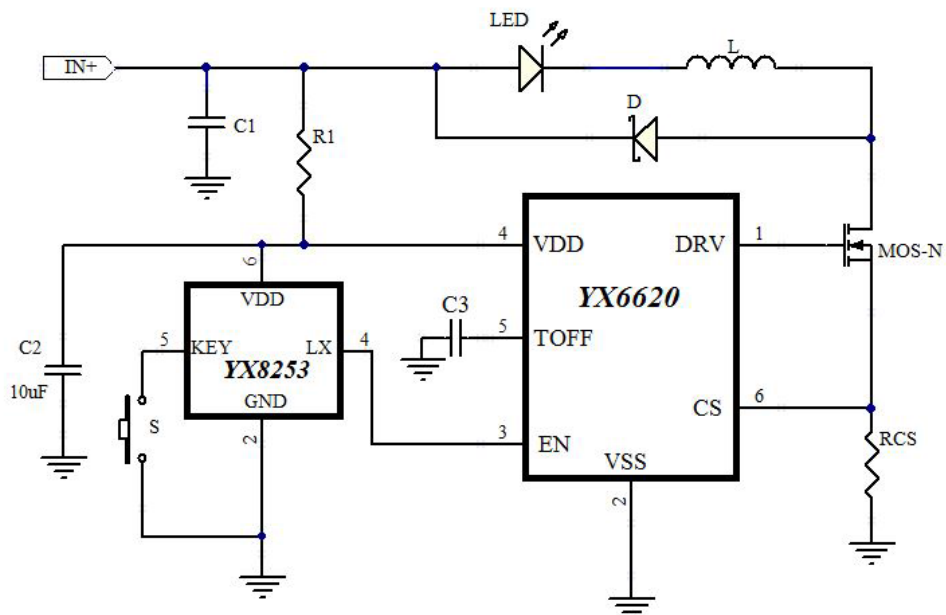 LED
L
IN+
C1
R1
D
4
VDD
DRV
1
MOS-N
YX6620
6
VDD
C3
5
TOFF
C2
10uF
5
KEY
LX
4
YX8253
GND
S
2
3
EN
CS
6
RCS
VSS
2